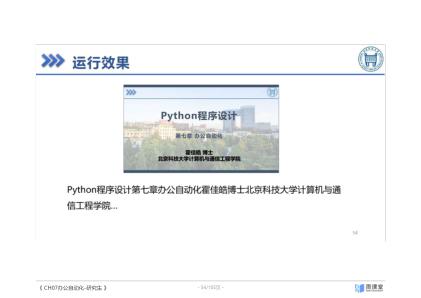 运行效果
Python程序设计
第七章 办公自动化
霍佳皓 博士
北京科技大学计算机与通信工程学院
Python程序设计第七章办公自动化霍佳皓博士北京科技大学计算机与通
信工程学院...
54
《 CH07办公自动化-研究生 》
- 54/103页 -
雨课堂